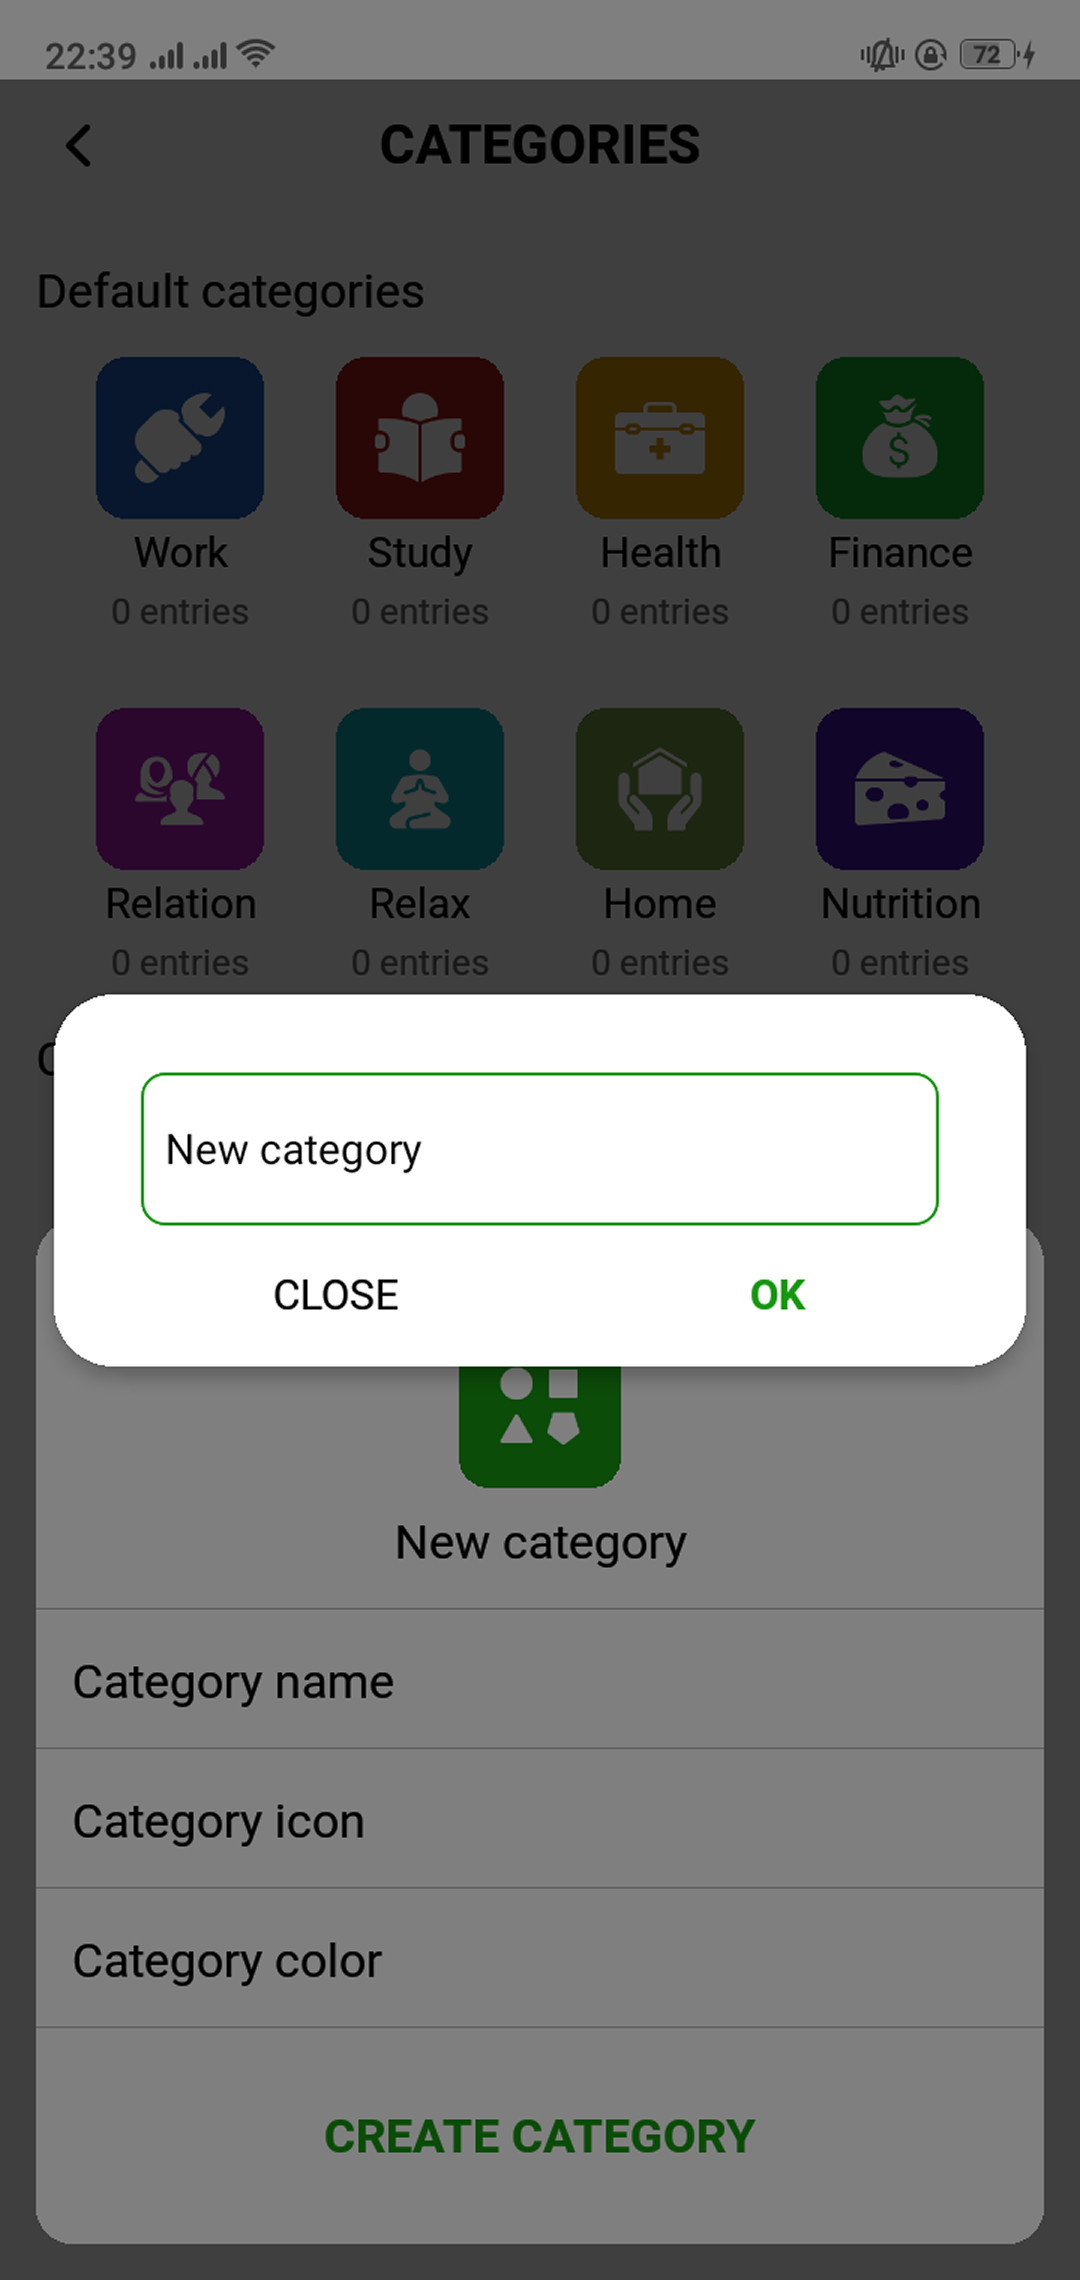 22:39
72
CATEGORIES
Default categories
Work Study Health Finance
0 entries 0 entries 0 entries 0 entries
Relation Relax Home Nutrition
0 entries 0 entries 0 entries 0 entries
New category
CLOSE OK
New category
Category name
Category icon
Category color
CREATE CATEGORY